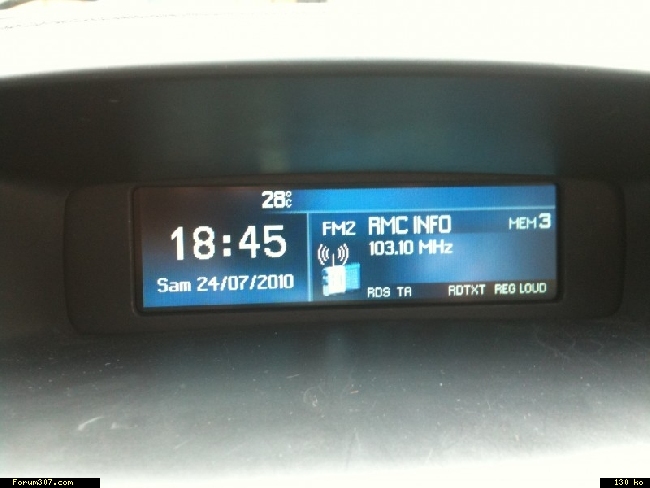 28°C
18:45
Sam 24/07/2010
FM2 RMC INFO MEM3
103.10 MHz
RDS TA RDTXT REG LOUD
Forum307.com
130 ko